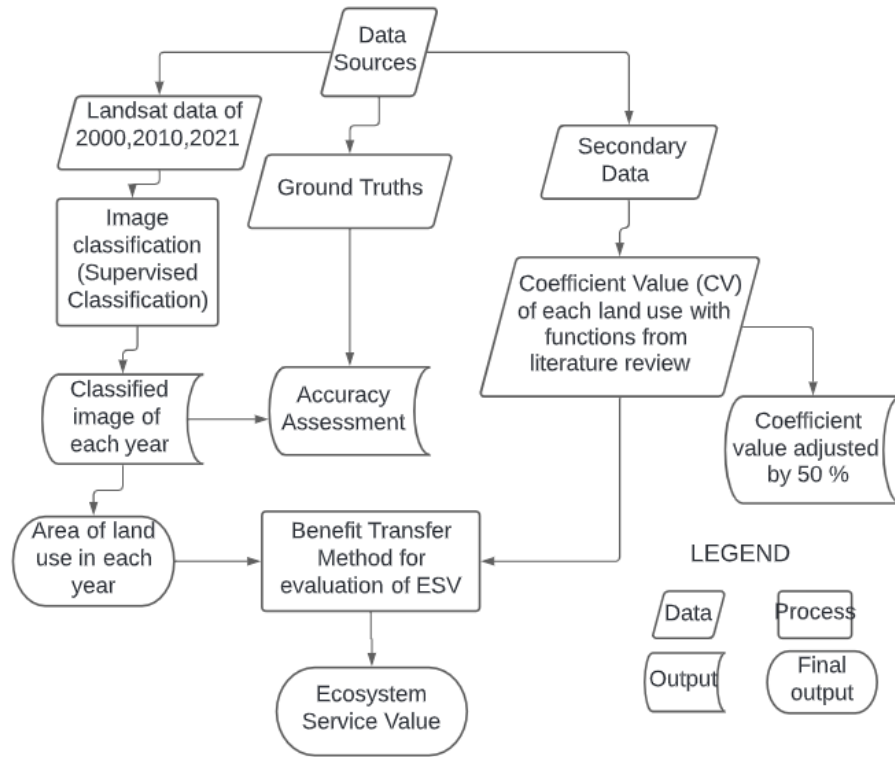 Data
Sources
Landsat data of
2000,2010,2021
Ground Truths
Secondary
Data
Image
classification
(Supervised
Classification)
Coefficient Value (CV)
of each land use with
functions from
literature review
Classified
image of
each year
Accuracy
Assessment
Coefficient
value adjusted
by 50 %
Area of land
use in each
year
Benefit Transfer
Method for
evaluation of ESV
Ecosystem
Service Value
LEGEND
Data
Process
Output
Final
output